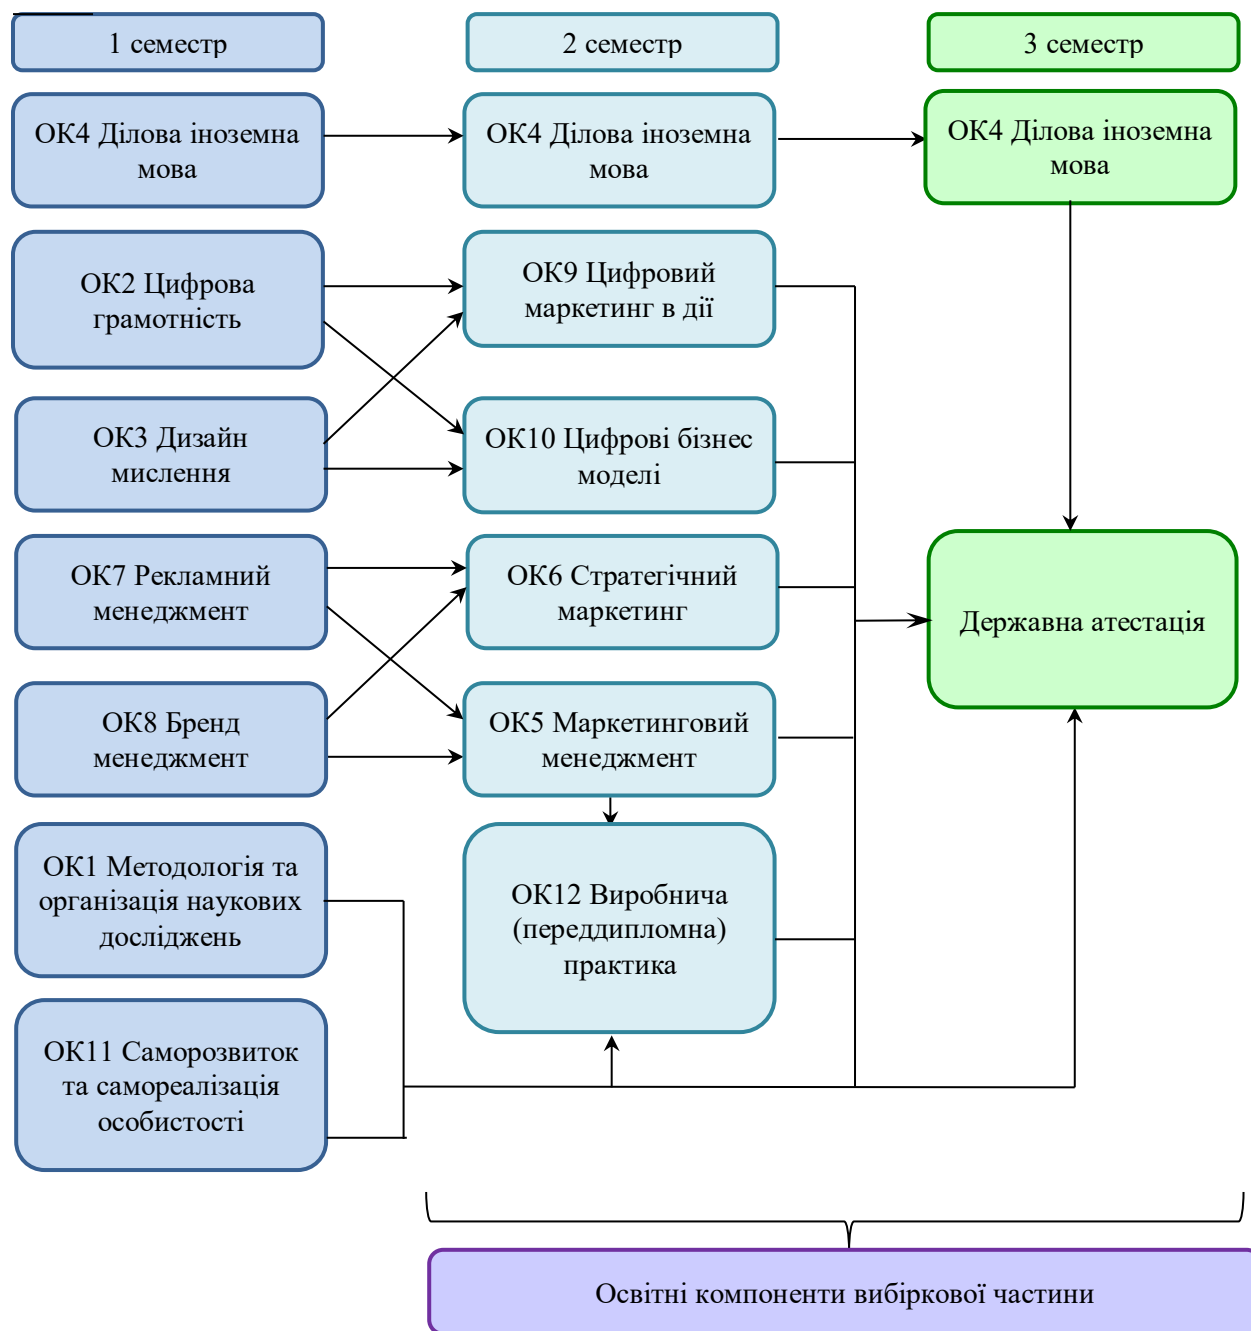 1 семестр
2 семестр
3 семестр
ОК4 Ділова іноземна
мова
ОК4 Ділова іноземна
мова
ОК4 Ділова іноземна
мова
ОК2 Цифрова
грамотність
ОК9 Цифровий
маркетинг в дії
ОК3 Дизайн
мислення
ОК10 Цифрові бізнес
моделі
ОК7 Рекламний
менеджмент
ОК6 Стратегічний
маркетинг
Державна атестація
ОК8 Бренд
менеджмент
ОК5 Маркетинговий
менеджмент
ОК1 Методологія та
організація наукових
досліджень
ОК12 Виробнича
(переддипломна)
практика
ОК11 Саморозвиток
та самореалізація
особистості
Освітні компоненти вибіркової частини